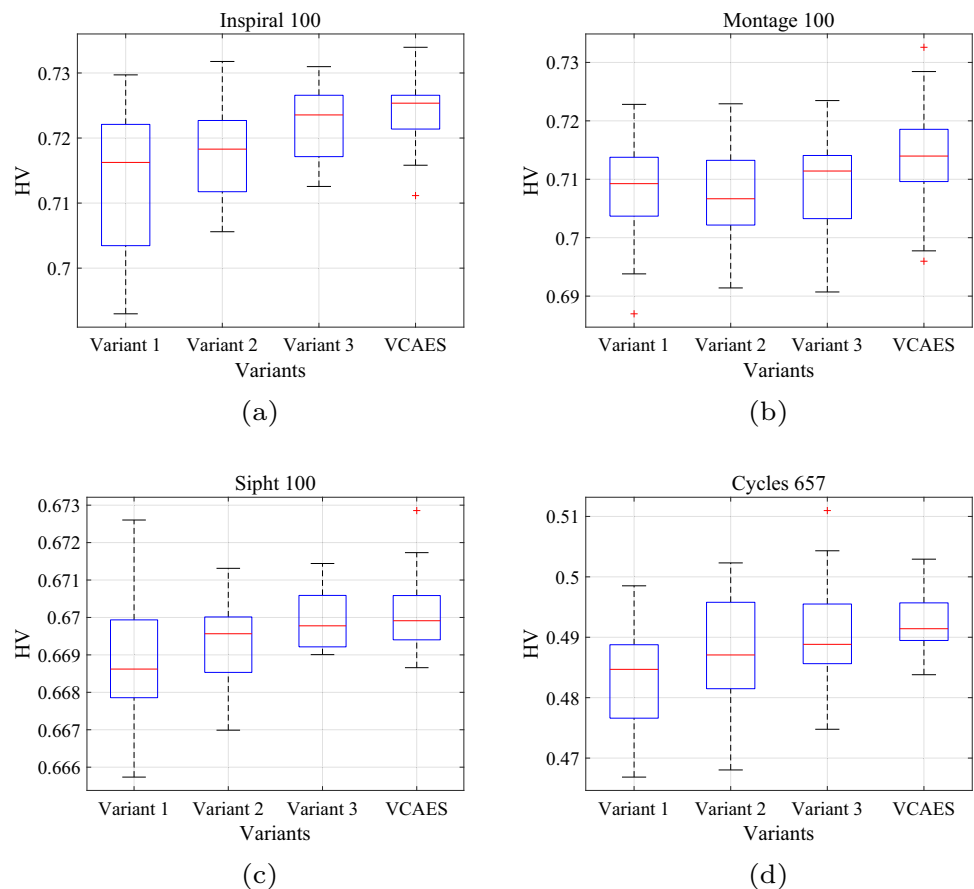 Inspiral 100
0.73
0.72
0.71
0.7
HV
Variant 1 Variant 2 Variant 3 VCAES
Variants
(a)
Montage 100
0.73
0.72
0.71
0.7
0.69
HV
Variant 1 Variant 2 Variant 3 VCAES
Variants
(b)
Sipht 100
0.673
0.672
0.671
0.67
0.669
0.668
0.667
0.666
HV
Variant 1 Variant 2 Variant 3 VCAES
Variants
(c)
Cycles 657
0.51
0.5
0.49
0.48
0.47
HV
Variant 1 Variant 2 Variant 3 VCAES
Variants
(d)